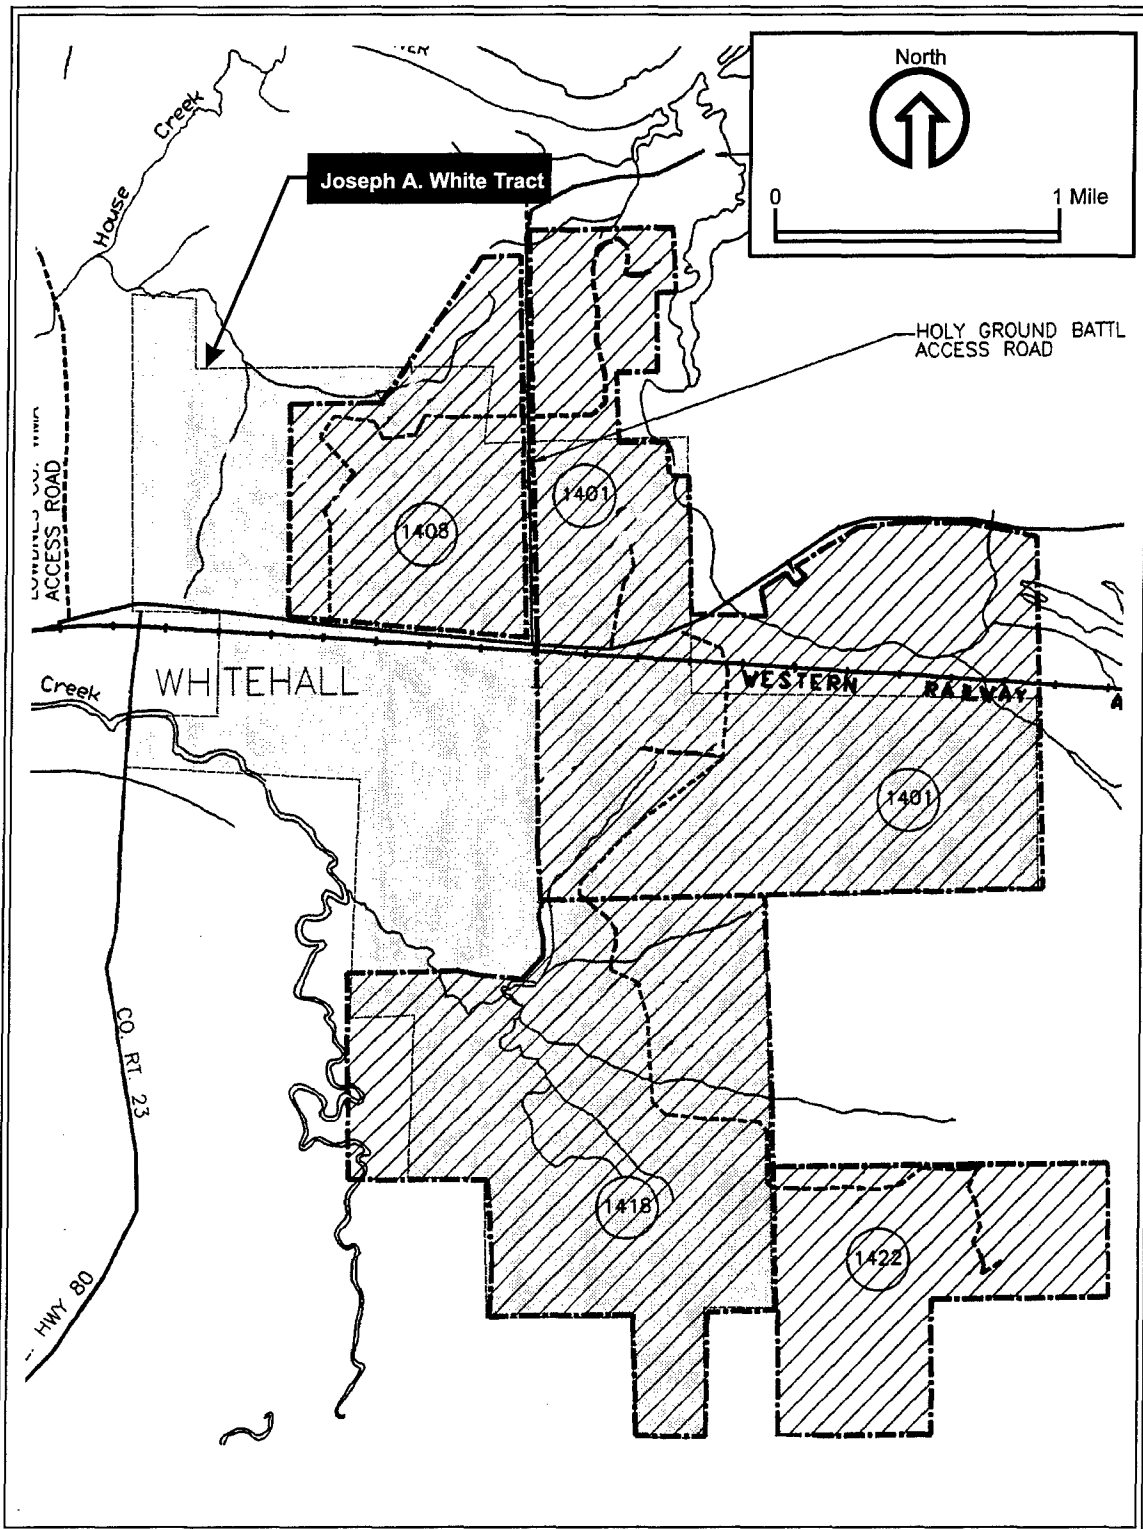 VER
North
0 1 Mile
House Creek
Joseph A. White Tract
HOLY GROUND BATTL
ACCESS ROAD
ACCESS ROAD
1401
1408
WHITEHALL
Creek
WESTERN RAILWAY A
1401
CO. RT. 23
1418
1422
HWY 80